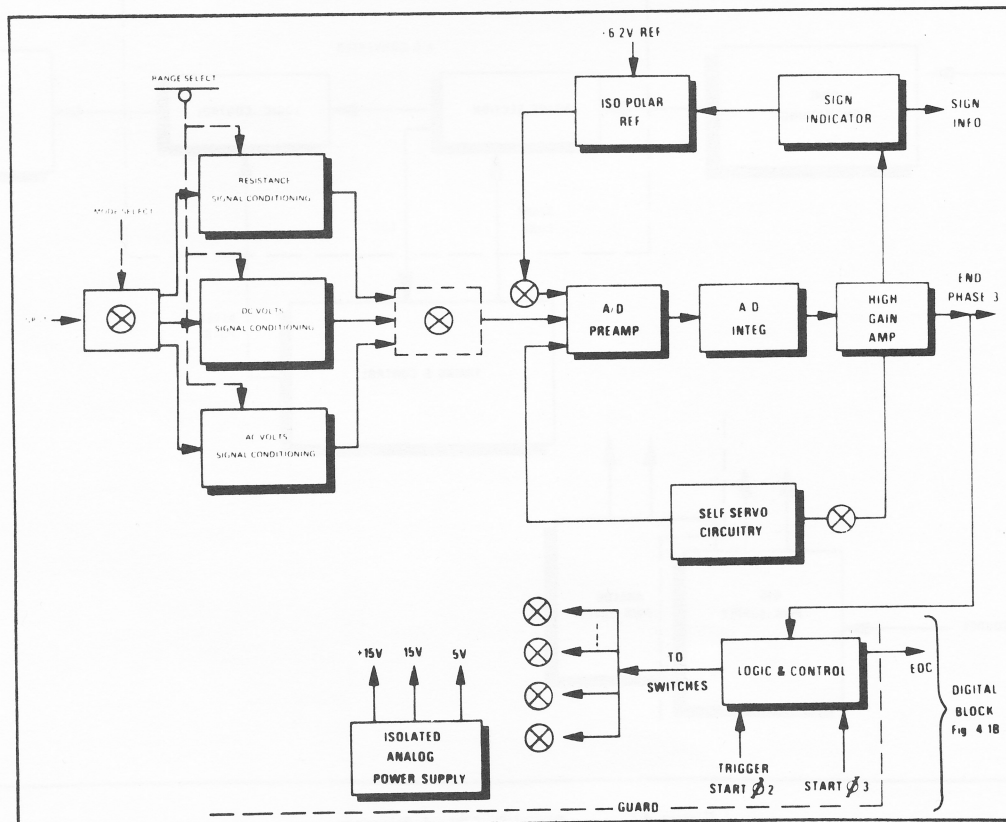 -6.2V REF
RANGE SELECT
ISO POLAR
REF
SIGN
INDICATOR
SIGN
INFO
RESISTANCE
SIGNAL CONDITIONING
MODE SELECT
DC VOLTS
SIGNAL CONDITIONING
A/D
PREAMP
A D
INTEG
HIGH
GAIN
AMP
END
PHASE 3
AC VOLTS
SIGNAL CONDITIONING
SELF SERVO
CIRCUITRY
+15V
15V
5V
TO
SWITCHES
LOGIC & CONTROL
EOC
DIGITAL
BLOCK
Fig 4 1B
ISOLATED
ANALOG
POWER SUPPLY
TRIGGER
START Ø 2
START Ø 3
GUARD